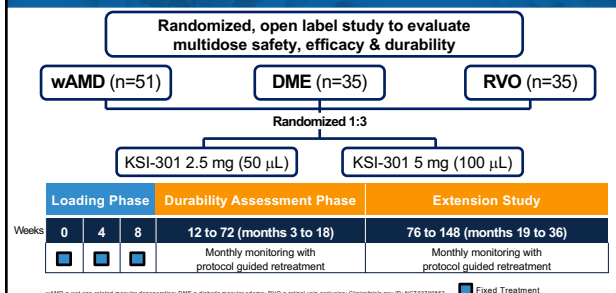 Randomized, open label study to evaluate
multidose safety, efficacy & durability
wAMD (n=51) DME (n=35) RVO (n=35)
Randomized 1:3
KSI-301 2.5 mg (50 μL) KSI-301 5 mg (100 μL)
Loading Phase Durability Assessment Phase Extension Study
Weeks 0 4 8 12 to 72 (months 3 to 18) 76 to 148 (months 19 to 36)
Monthly monitoring with Monthly monitoring with
protocol guided retreatment protocol guided retreatment
Fixed Treatment